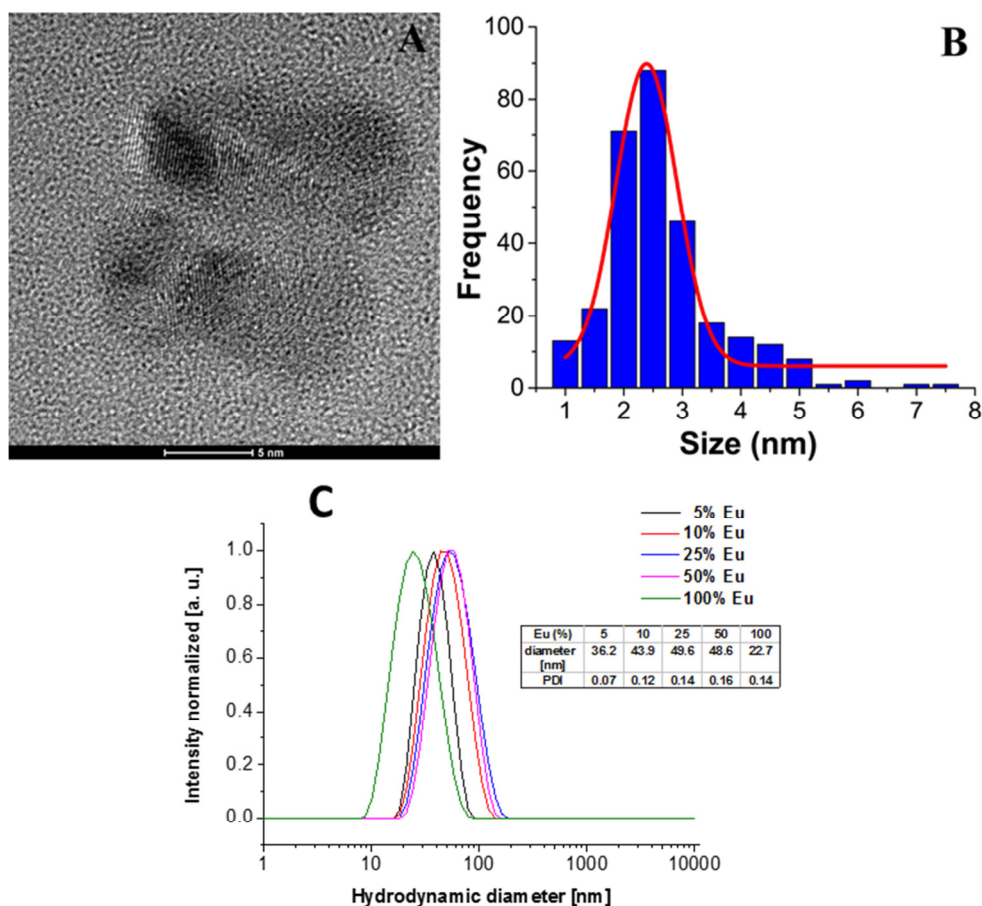 A
5 nm
B
100
80
60
40
20
0
Frequency
1 2 3 4 5 6 7 8
Size (nm)
C
5% Eu
10% Eu
25% Eu
50% Eu
100% Eu
1.0
0.8
0.6
0.4
0.2
0.0
Intensity normalized [a. u.]
Eu (%) 5 10 25 50 100
diameter [nm] 36.2 43.9 49.6 48.6 22.7
PDI 0.07 0.12 0.14 0.16 0.14
1 10 100 1000 10000
Hydrodynamic diameter [nm]